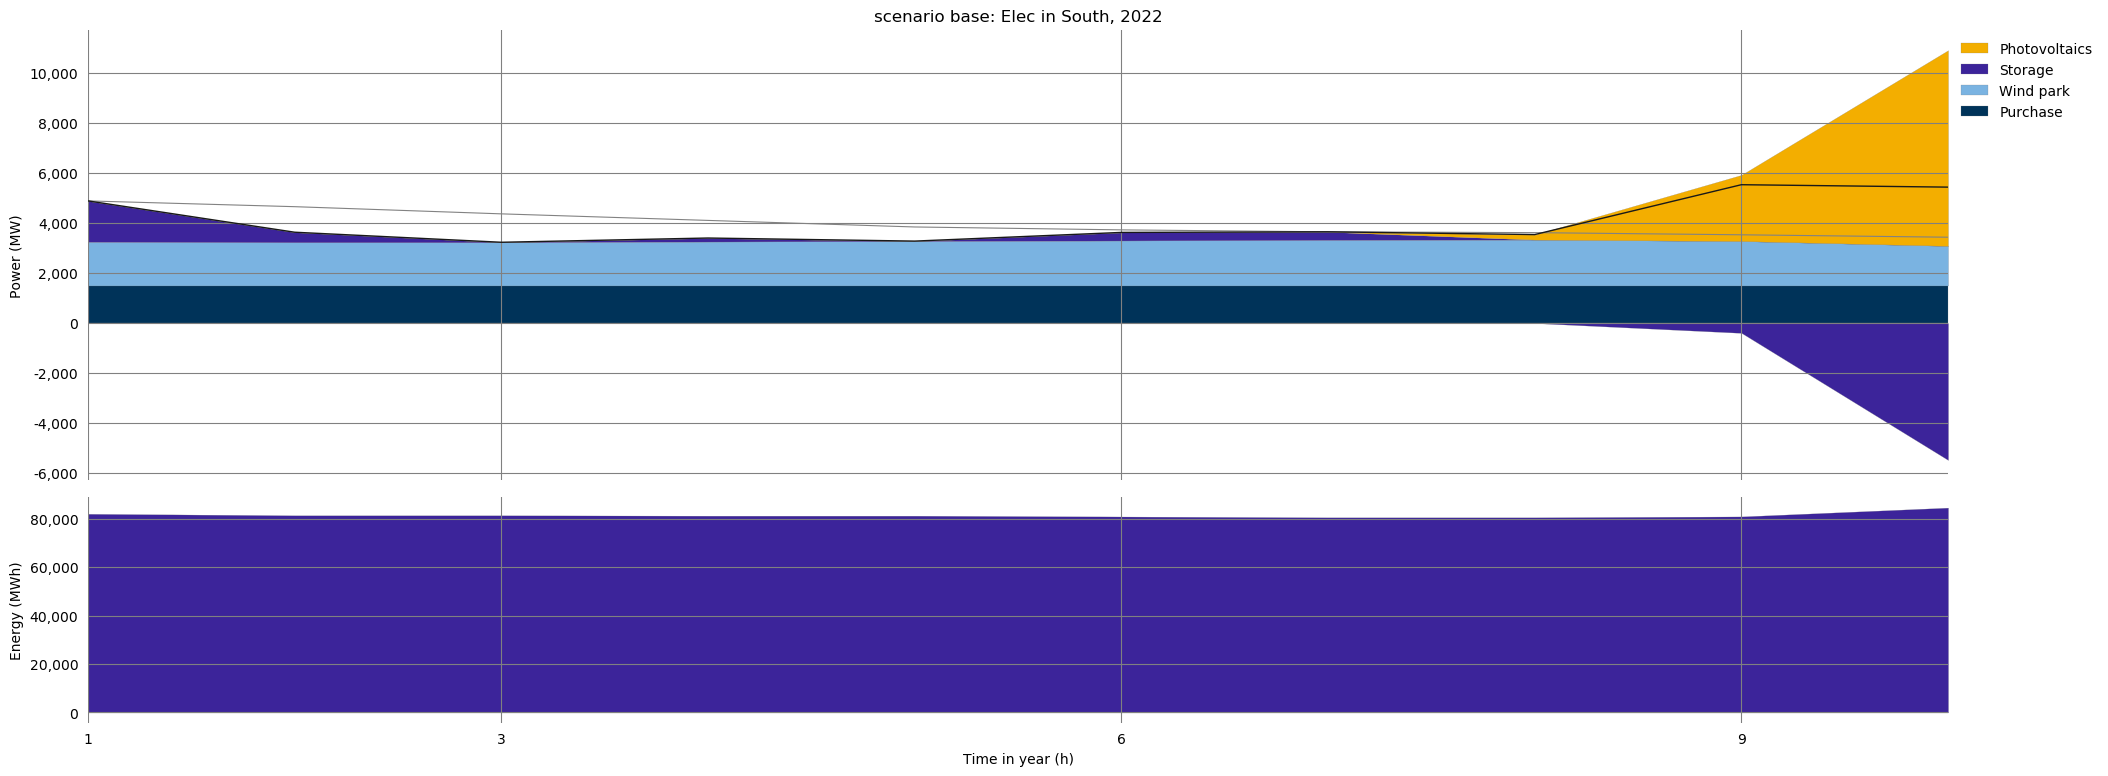 scenario base: Elec in South, 2022
Power (MW)
10,000
8,000
6,000
4,000
2,000
0
-2,000
-4,000
-6,000
Photovoltaics
Storage
Wind park
Purchase
Energy (MWh)
80,000
60,000
40,000
20,000
0
1 3 6 9
Time in year (h)